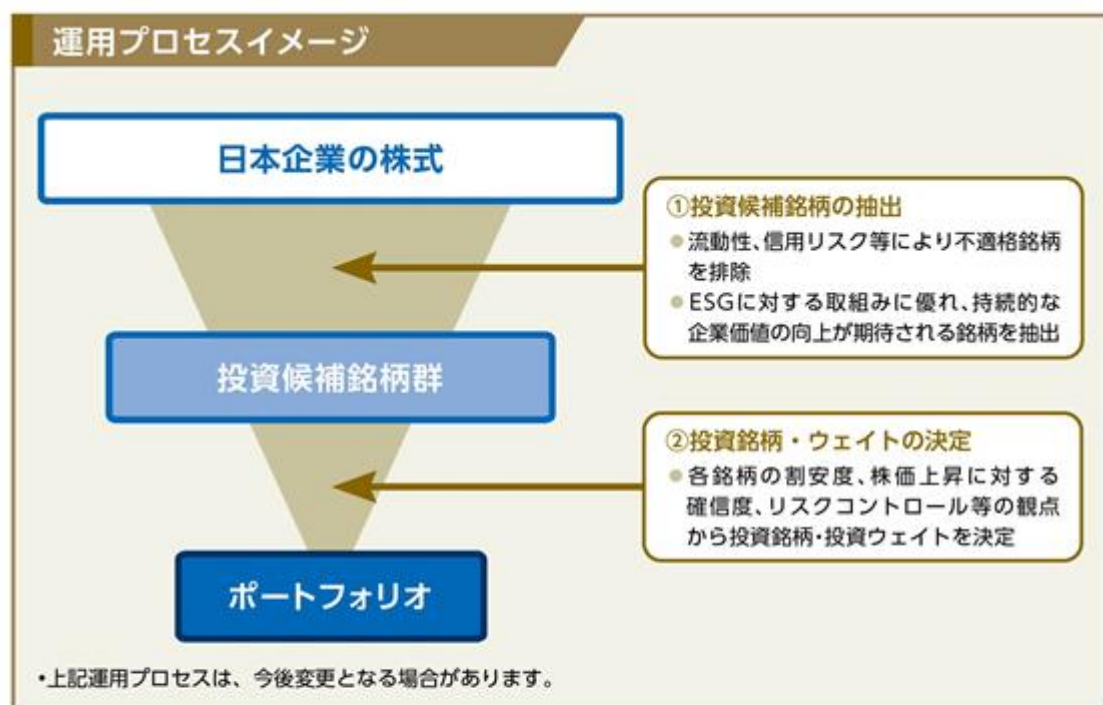 運用プロセスイメージ
日本企業の株式
①投資候補銘柄の抽出
●流動性、信用リスク等により不適格銘柄
を排除
●ESGに対する取組みに優れ、持続的な
企業価値の向上が期待される銘柄を抽出
投資候補銘柄群
②投資銘柄・ウェイトの決定
●各銘柄の割安度、株価上昇に対する
確信度、リスクコントロール等の観点
から投資銘柄・投資ウェイトを決定
ポートフォリオ
・上記運用プロセスは、今後変更となる場合があります。